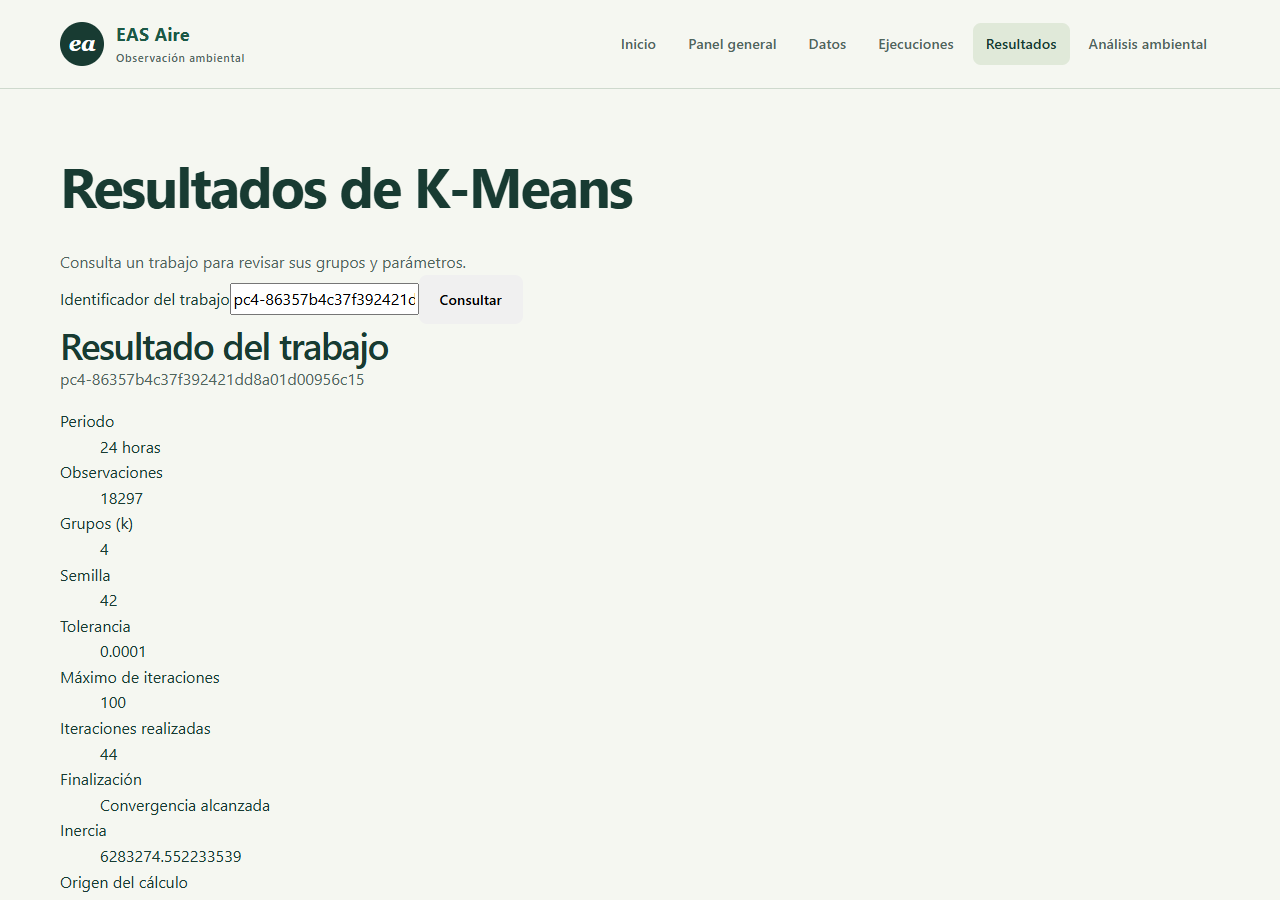 ea
EAS Aire
Observación ambiental
Inicio
Panel general
Datos
Ejecuciones
Resultados
Análisis ambiental
Resultados de K-Means
Consulta un trabajo para revisar sus grupos y parámetros.
Identificador del trabajo pc4-86357b4c37f392421d Consultar
Resultado del trabajo
pc4-86357b4c37f392421dd8a01d00956c15
Periodo
24 horas
Observaciones
18297
Grupos (k)
4
Semilla
42
Tolerancia
0.0001
Máximo de iteraciones
100
Iteraciones realizadas
44
Finalización
Convergencia alcanzada
Inercia
6283274.552233539
Origen del cálculo